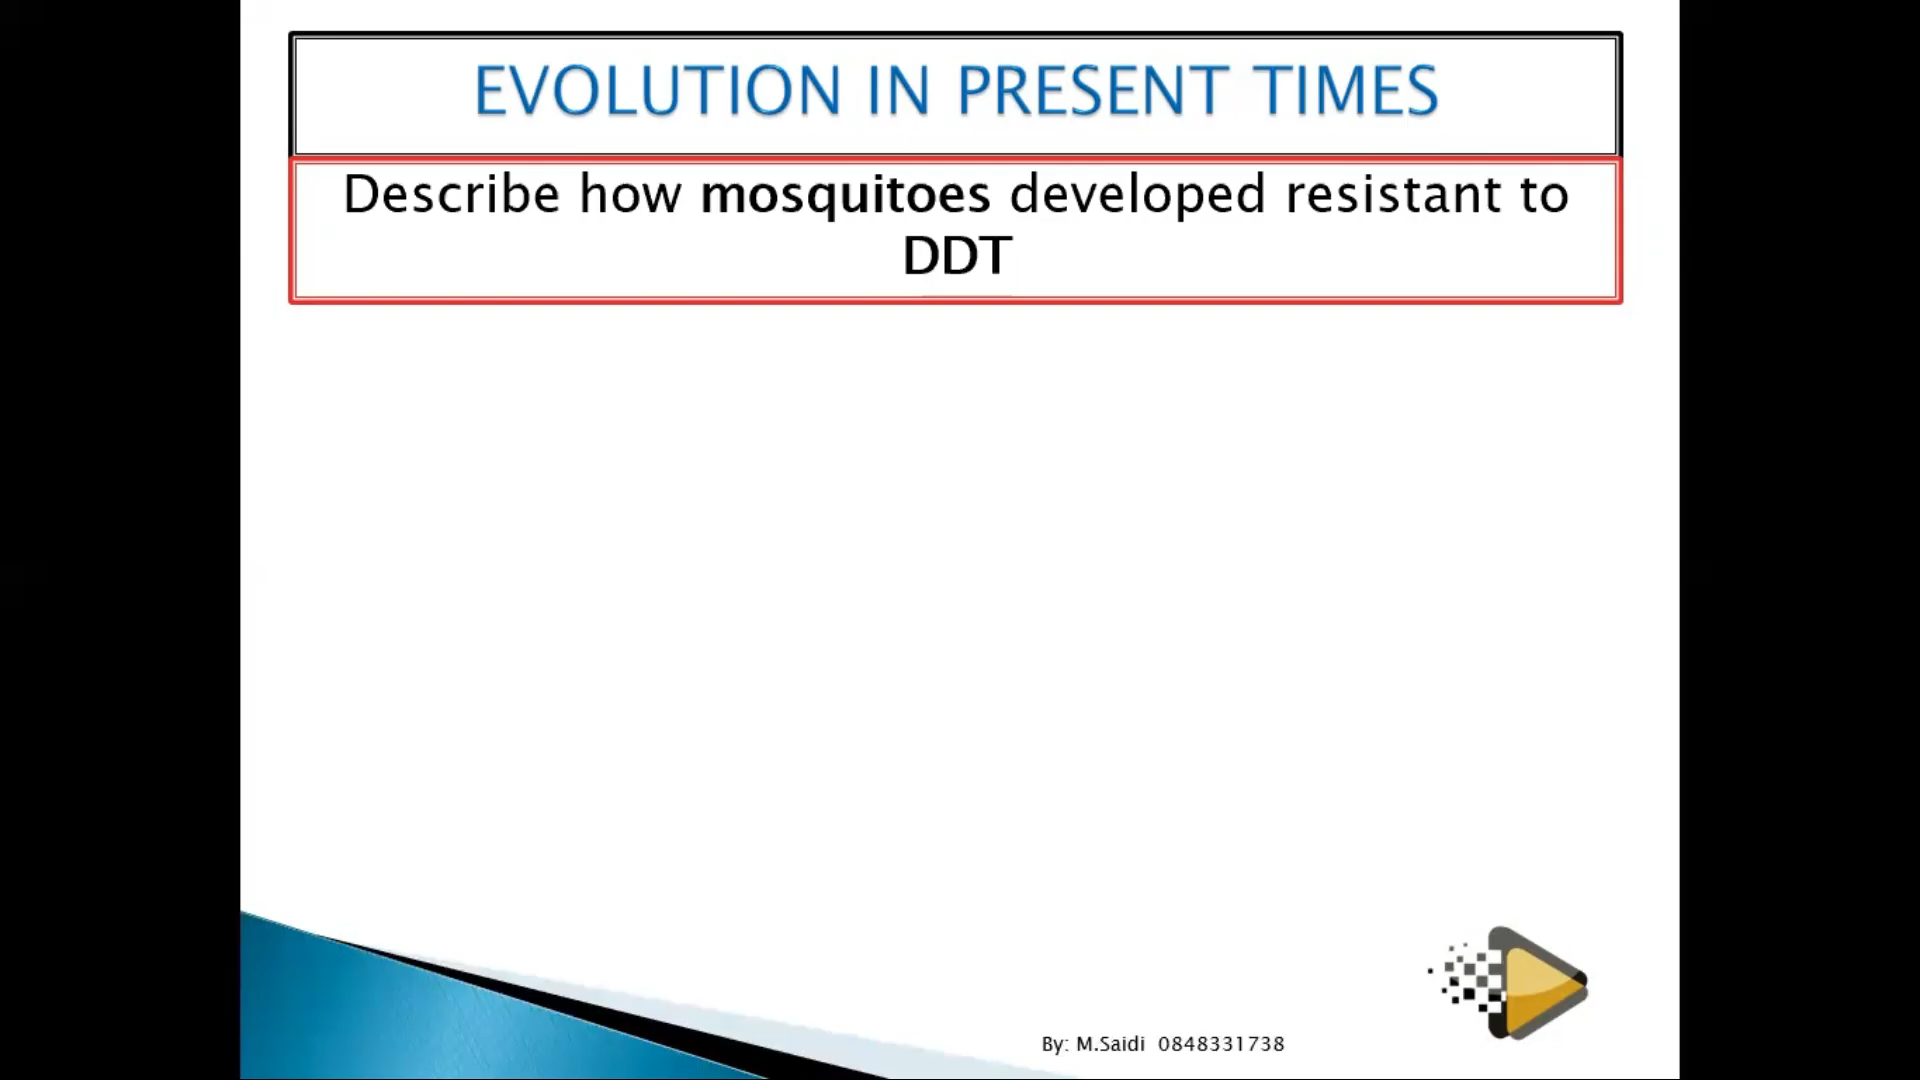 EVOLUTION IN PRESENT TIMES
Describe how mosquitoes developed resistant to
DDT
By: M.Saidi 0848331738